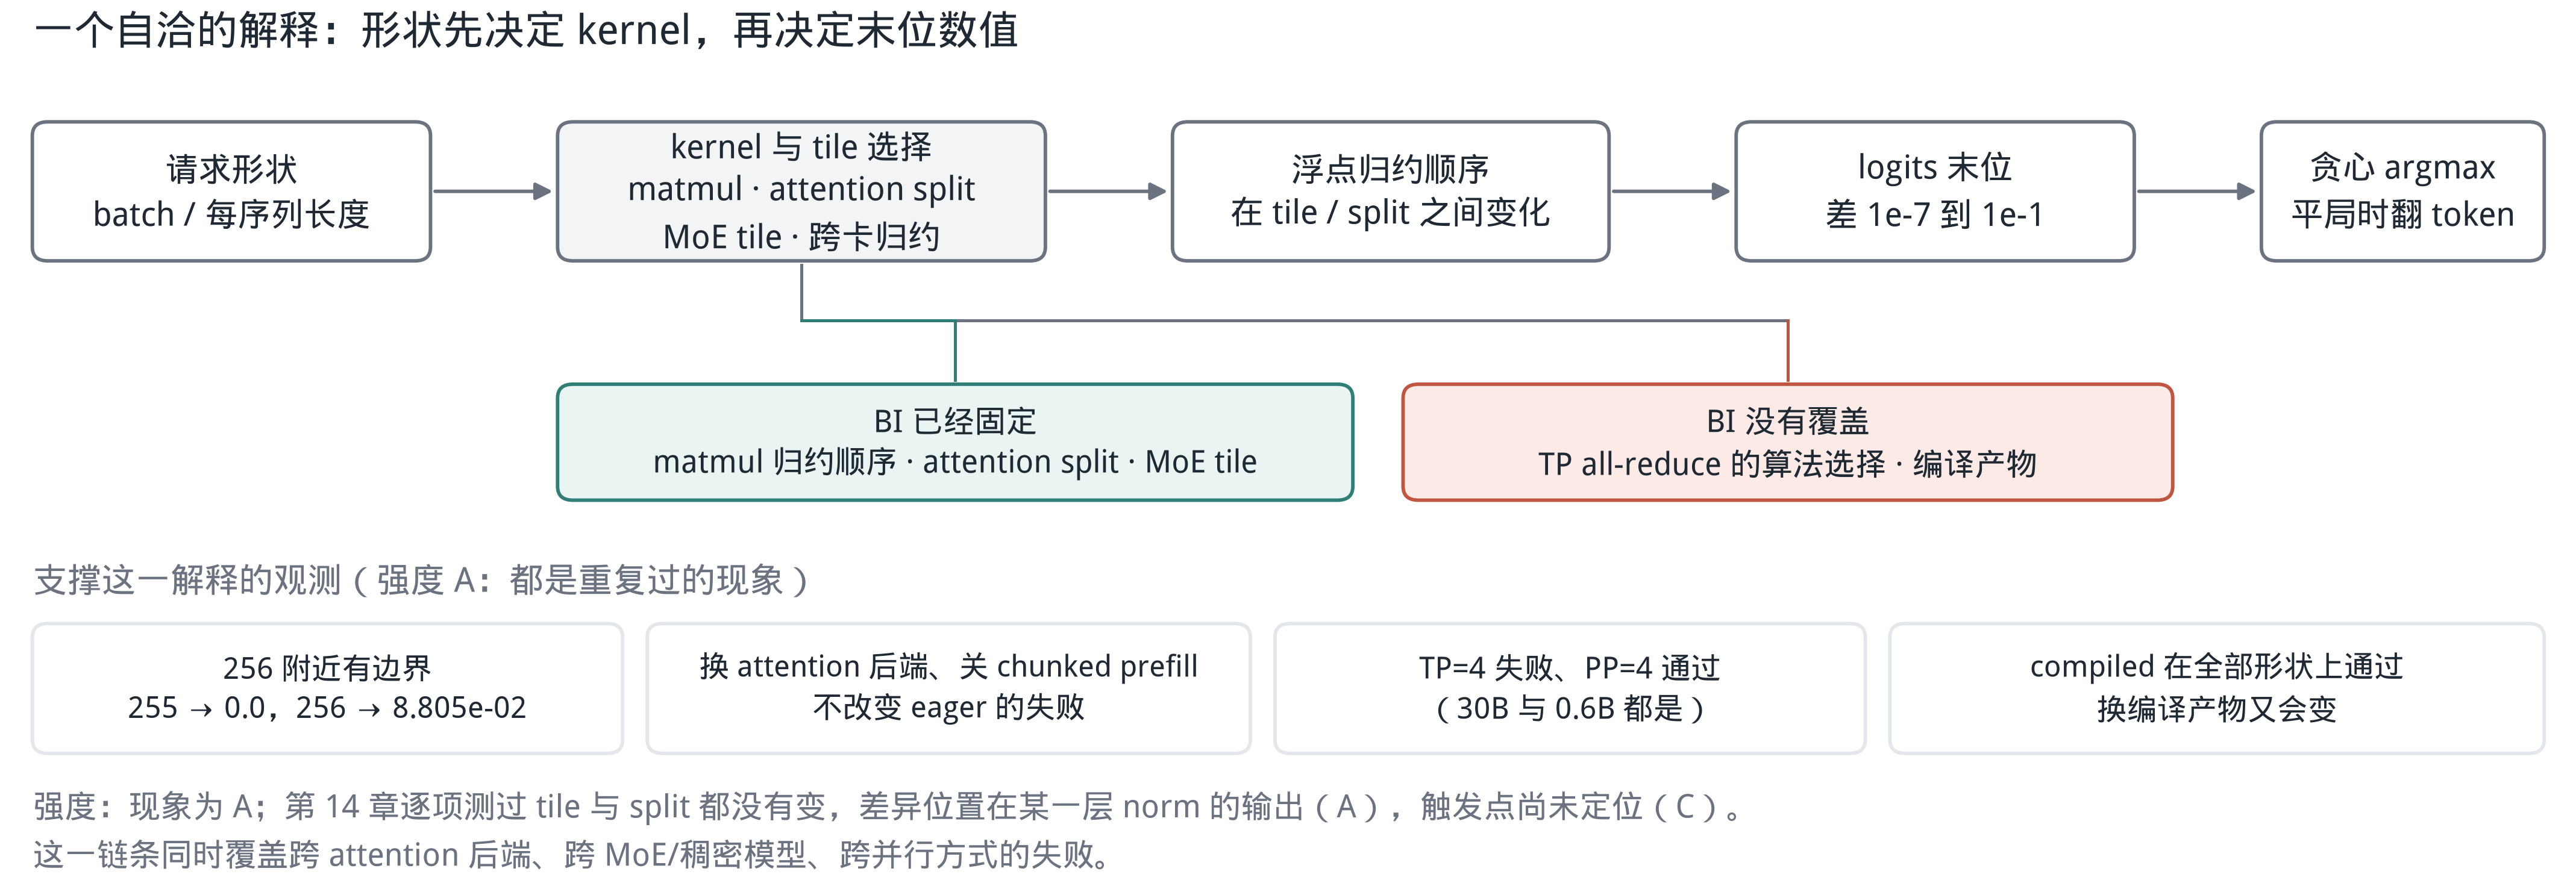 一个自洽的解释：形状先决定 kernel，再决定末位数值
请求形状
batch / 每序列长度
kernel 与 tile 选择
matmul · attention split
MoE tile · 跨卡归约
浮点归约顺序
在 tile / split 之间变化
logits 末位
差 1e-7 到 1e-1
贪心 argmax
平局时翻 token
BI 已经固定
matmul 归约顺序 · attention split · MoE tile
BI 没有覆盖
TP all-reduce 的算法选择 · 编译产物
支撑这一解释的观测（强度 A：都是重复过的现象）
256 附近有边界
255 → 0.0，256 → 8.805e-02
换 attention 后端、关 chunked prefill
不改变 eager 的失败
TP=4 失败、PP=4 通过
（30B 与 0.6B 都是）
compiled 在全部形状上通过
换编译产物又会变
强度：现象为 A；第 14 章逐项测过 tile 与 split 都没有变，差异位置在某一层 norm 的输出（A），触发点尚未定位（C）。
这一链条同时覆盖跨 attention 后端、跨 MoE/稠密模型、跨并行方式的失败。